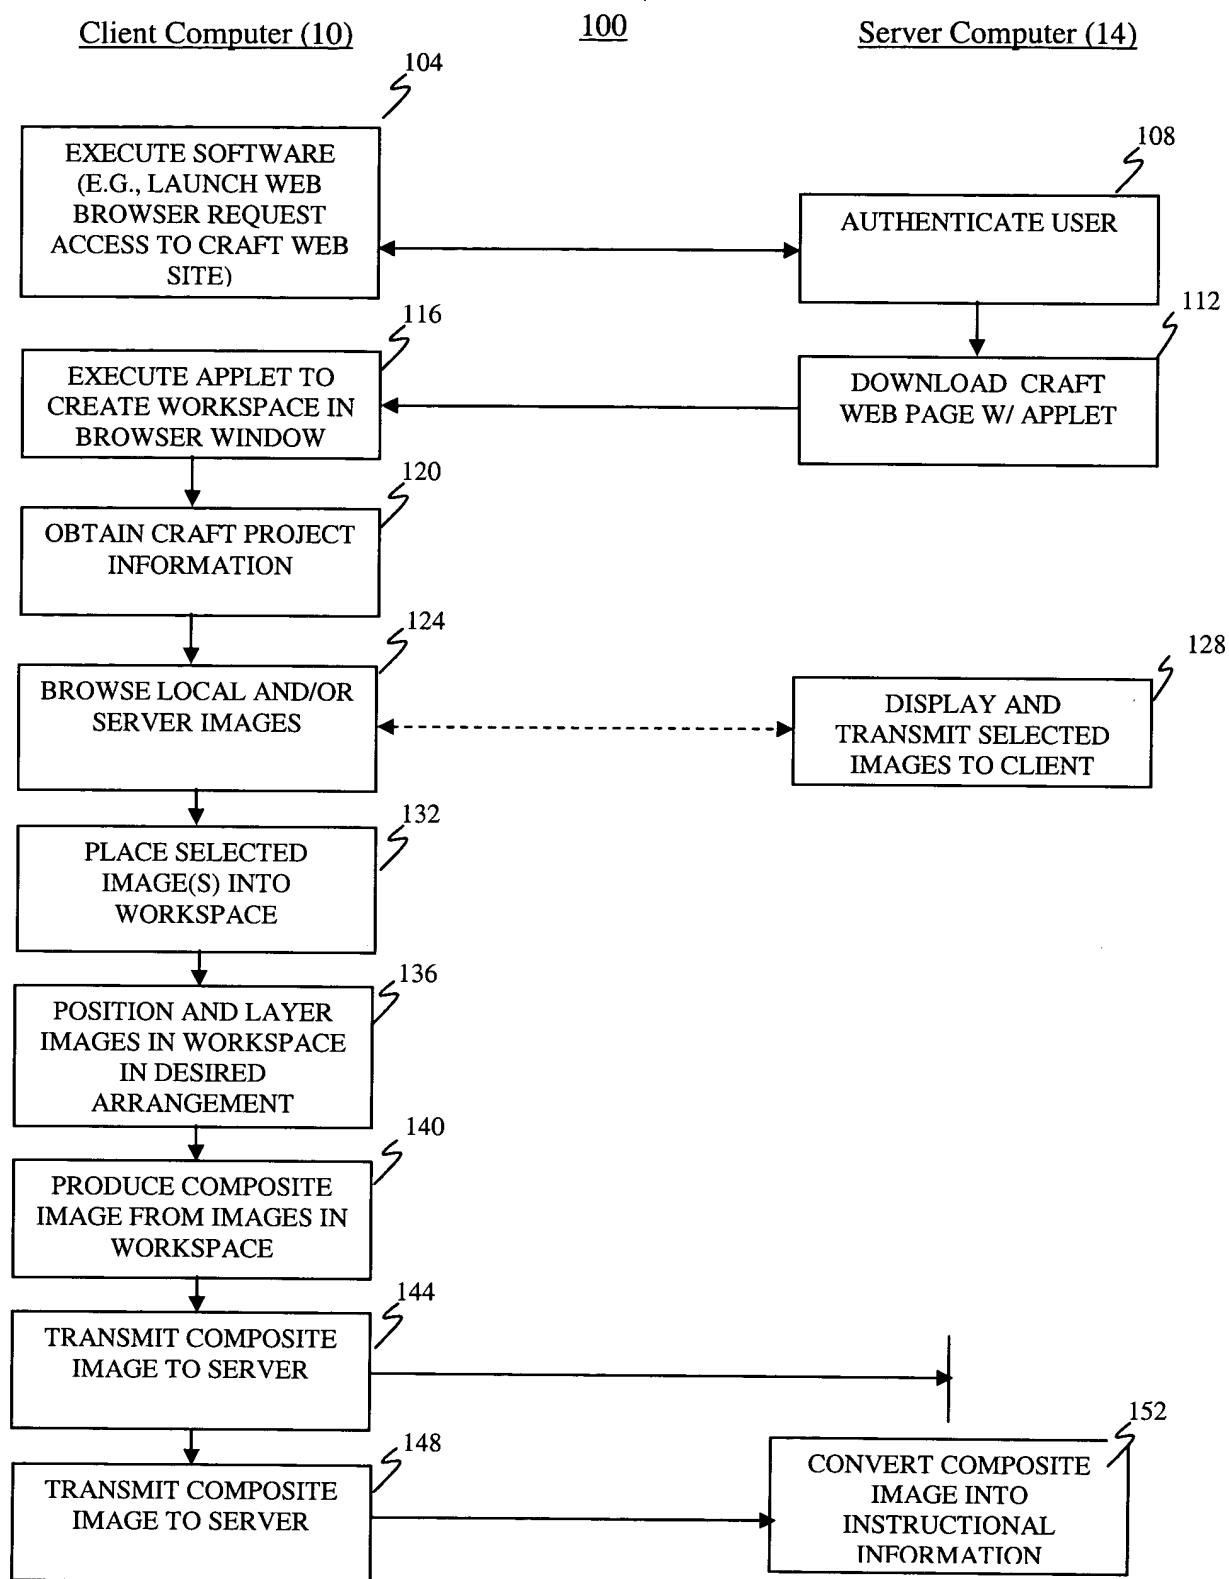 Client Computer (10)
100
Server Computer (14)
104
EXECUTE SOFTWARE
(E.G., LAUNCH WEB
BROWSER REQUEST
ACCESS TO CRAFT WEB
SITE)
108
AUTHENTICATE USER
112
DOWNLOAD CRAFT
WEB PAGE W/ APPLET
116
EXECUTE APPLET TO
CREATE WORKSPACE IN
BROWSER WINDOW
120
OBTAIN CRAFT PROJECT
INFORMATION
124
BROWSE LOCAL AND/OR
SERVER IMAGES
128
DISPLAY AND
TRANSMIT SELECTED
IMAGES TO CLIENT
132
PLACE SELECTED
IMAGE(S) INTO
WORKSPACE
136
POSITION AND LAYER
IMAGES IN WORKSPACE
IN DESIRED
ARRANGEMENT
140
PRODUCE COMPOSITE
IMAGE FROM IMAGES IN
WORKSPACE
144
TRANSMIT COMPOSITE
IMAGE TO SERVER
148
TRANSMIT COMPOSITE
IMAGE TO SERVER
152
CONVERT COMPOSITE
IMAGE INTO
INSTRUCTIONAL
INFORMATION